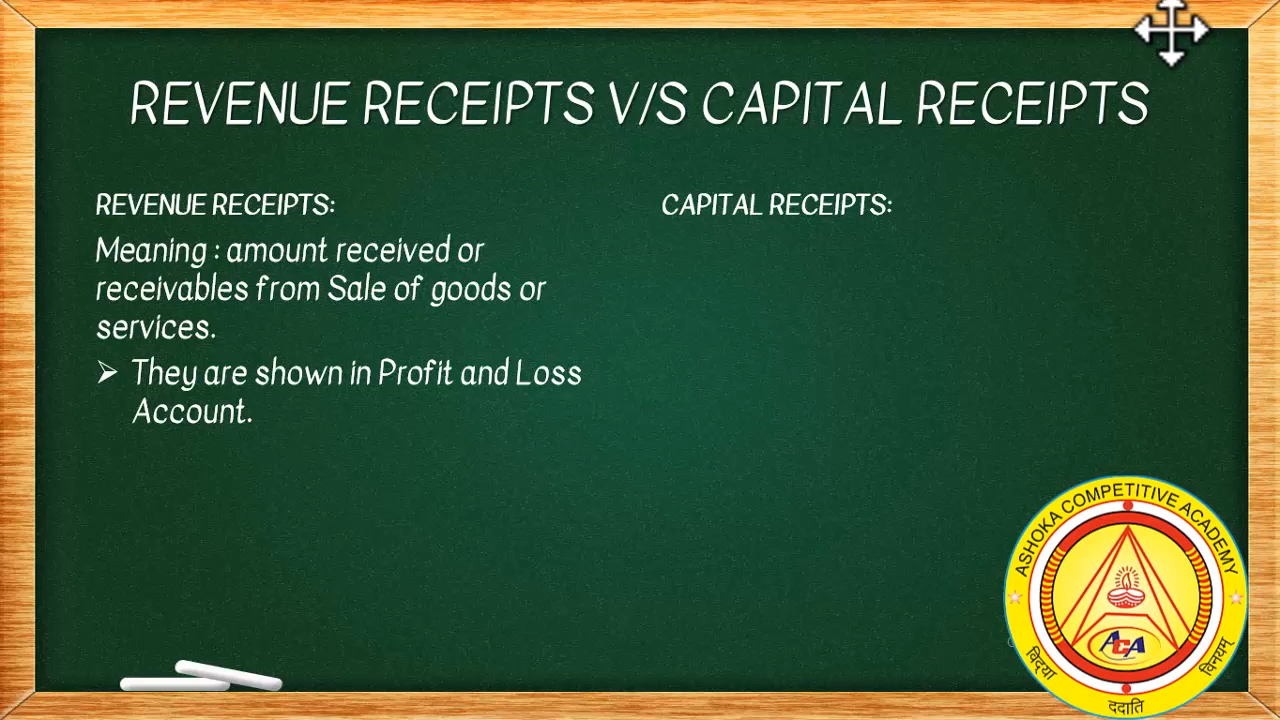 REVENUE RECEIPTS V/S CAPITAL RECEIPTS
REVENUE RECEIPTS:
Meaning : amount received or
receivables from Sale of goods or
services.
➢ They are shown in Profit and Loss
Account.
CAPITAL RECEIPTS:
ASHOKA COMPETITIVE ACADEMY
ACA
विद्या
ददाति
विनयम्